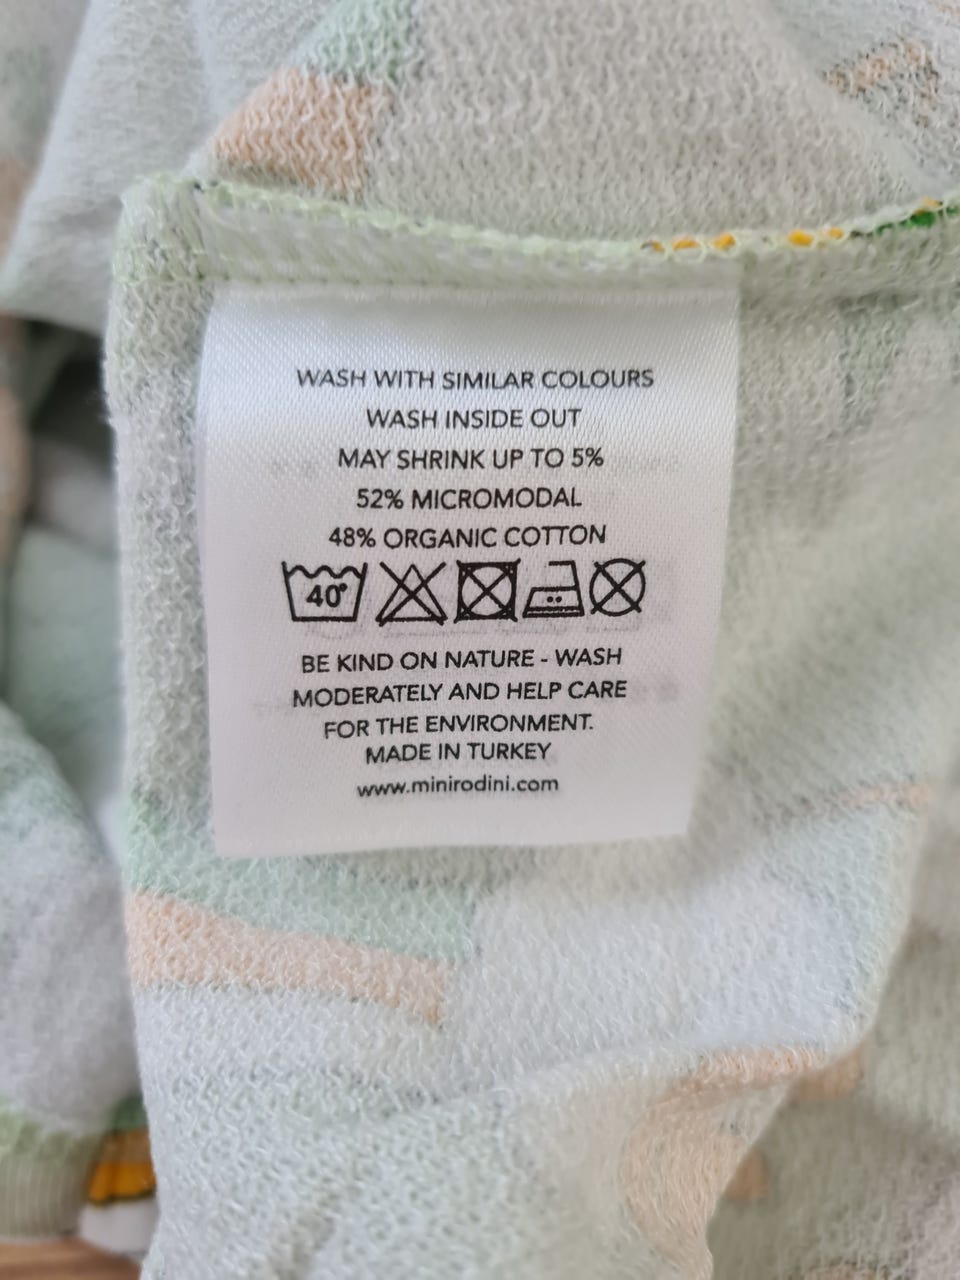 WASH WITH SIMILAR COLOURS
WASH INSIDE OUT
MAY SHRINK UP TO 5%
52% MICROMODAL
48% ORGANIC COTTON
40°
BE KIND ON NATURE - WASH
MODERATELY AND HELP CARE
FOR THE ENVIRONMENT.
MADE IN TURKEY
www.minirodini.com